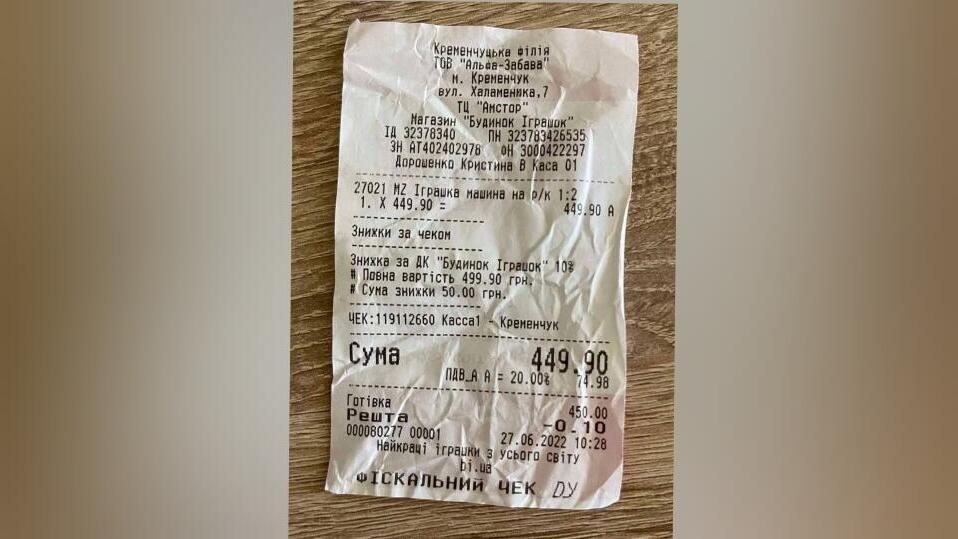 Кременчуцька філія
ТОВ "Альфа-Забава"
м. Кременчук
вул. Халаменюка,7
ТЦ "Амстор"
Магазин "Будинок Іграшок"
ІД 32378340 ПН 323783426535
ЗН АТ402402978 ФН 3000422297
Дорошенко Кристина В Каса 01
27021 MZ Іграшка машина на р/к 1:2
1. X 449.90 = 449.90 А
Знижки за чеком
Знижка за ДК "Будинок Іграшок" 10%
# Повна вартість 499.90 грн.
# Сума знижки 50.00 грн.
ЧЕК:119112660 Касса1 - Кременчук
Сума 449.90
ПДВ_А А = 20.00% 74.98
Готівка 450.00
Решта -0.10
000080277 00001 27.06.2022 10:28
Найкращі іграшки з усього світу
bi.ua
ФІСКАЛЬНИЙ ЧЕК